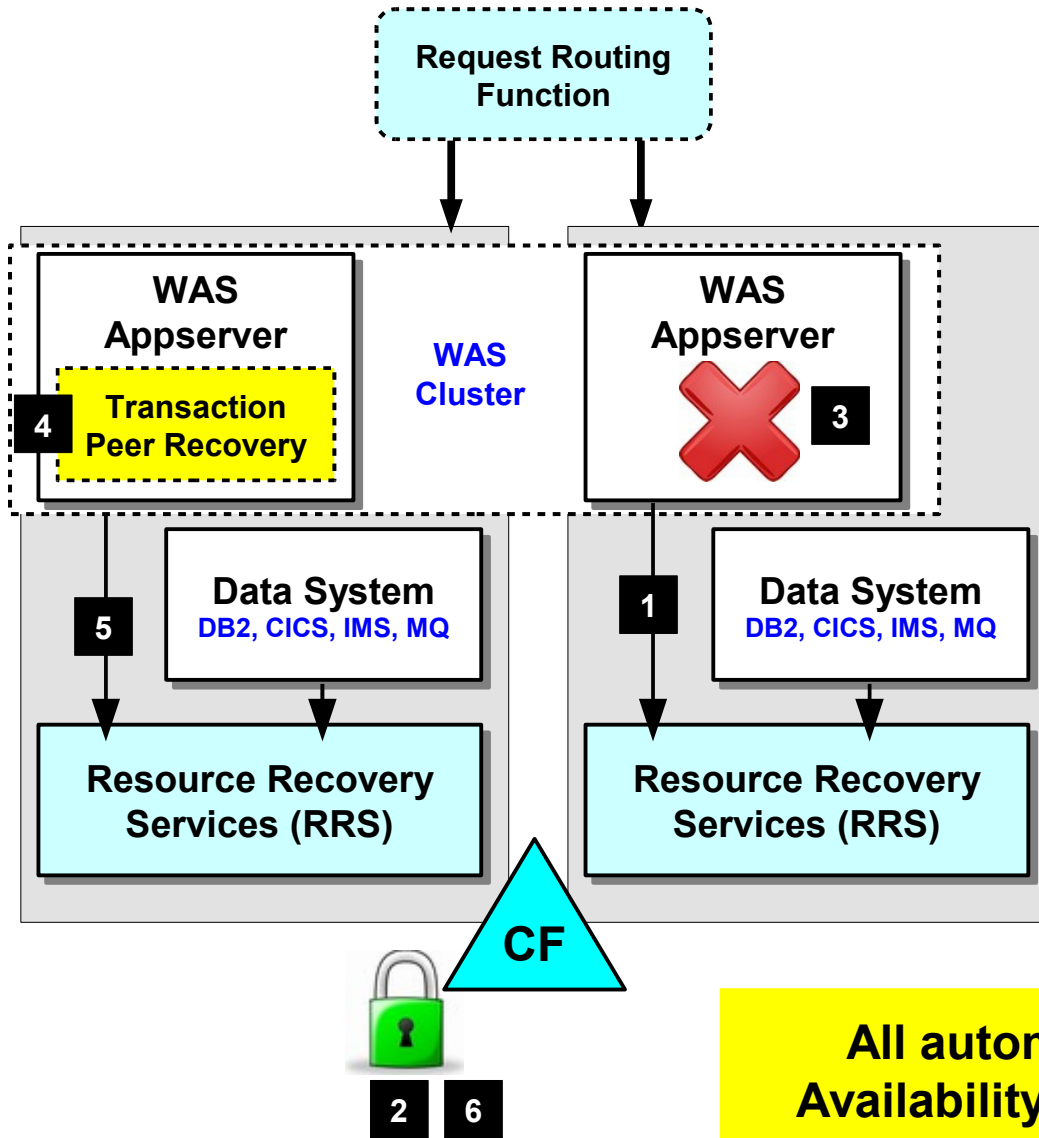 Request Routing
Function
WAS
Appserver
Transaction
Peer Recovery
4
WAS
Cluster
WAS
Appserver
3
5
Data System
DB2, CICS, IMS, MQ
1
Data System
DB2, CICS, IMS, MQ
Resource Recovery
Services (RRS)
Resource Recovery
Services (RRS)
CF
2
6
All
Availability